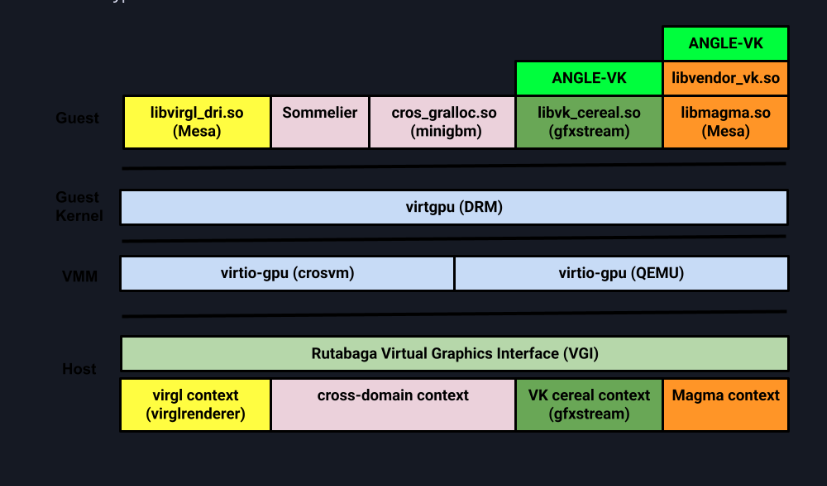 ANGLE-VK
ANGLE-VK
libvendor_vk.so
Guest
libvirgl_dri.so
(Mesa)
Sommelier
cros_gralloc.so
(minigbm)
libvk_cereal.so
(gfxstream)
libmagma.so
(Mesa)
Guest
Kernel
virtgpu (DRM)
VMM
virtio-gpu (crosvm)
virtio-gpu (QEMU)
Host
Rutabaga Virtual Graphics Interface (VGI)
virgl context
(virglrenderer)
cross-domain context
VK cereal context
(gfxstream)
Magma context